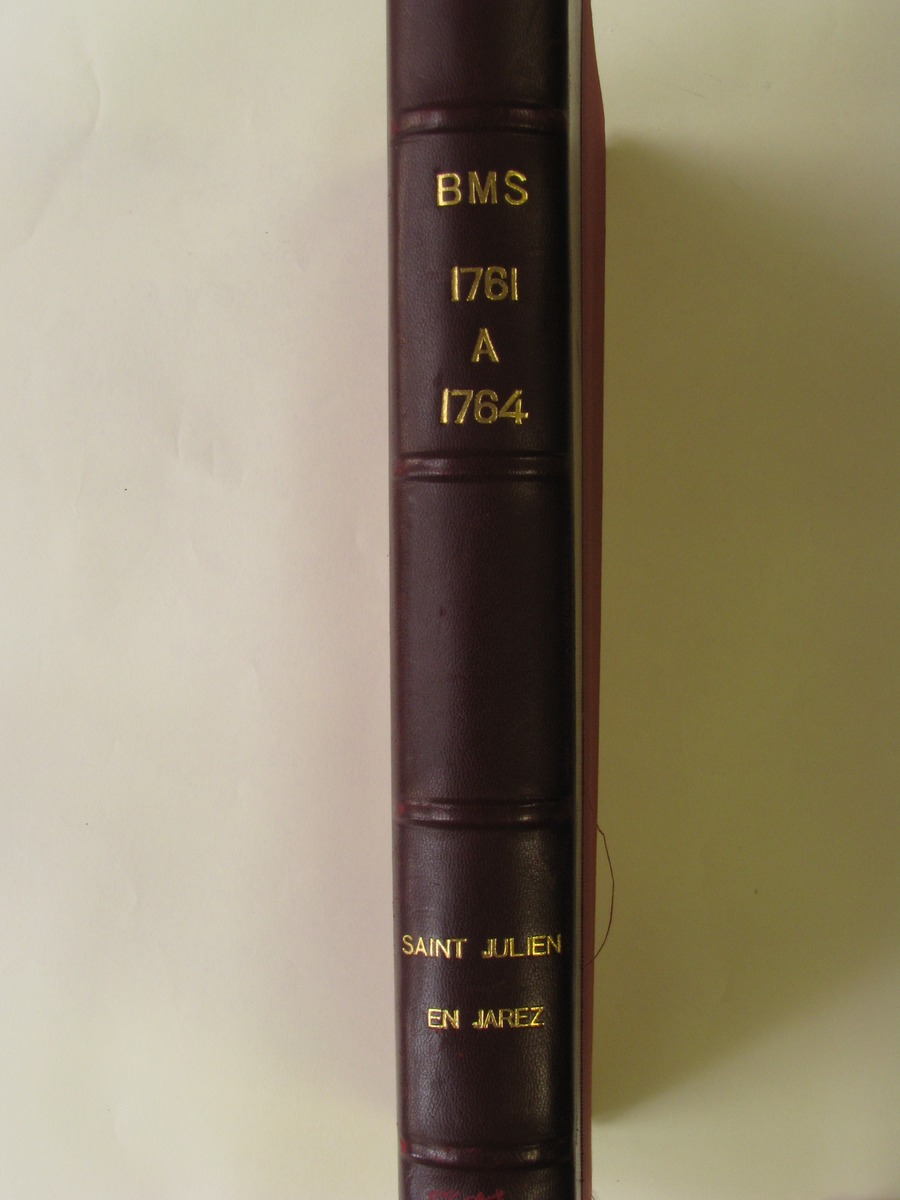 BMS
1761
A
1764
SAINT JULIEN
EN JAREZ